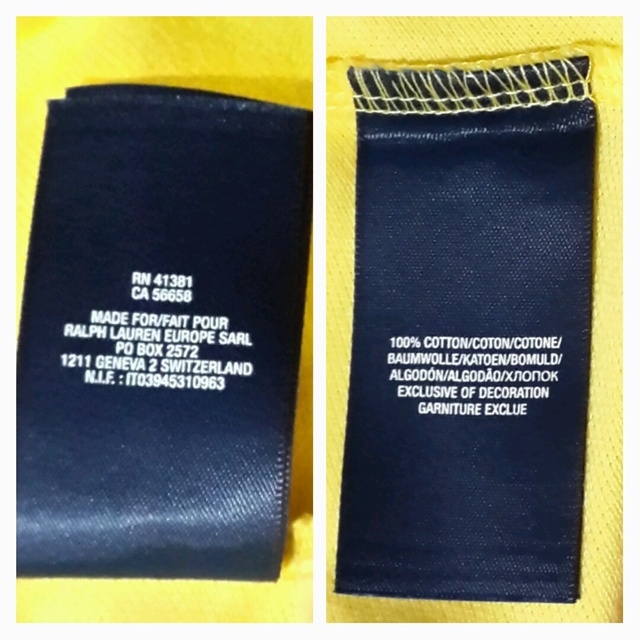 RN 41381
CA 56658
MADE FOR/FAIT POUR
RALPH LAUREN EUROPE SARL
PO BOX 2572
1211 GENEVA 2 SWITZERLAND
N.I.F. : IT03945310963
100% COTTON/COTON/COTONE/
BAUMWOLLE/KATOEN/BOMULD/
ALGODÓN/ALGODÃO/ХЛОПОК
EXCLUSIVE OF DECORATION
GARNITURE EXCLUE